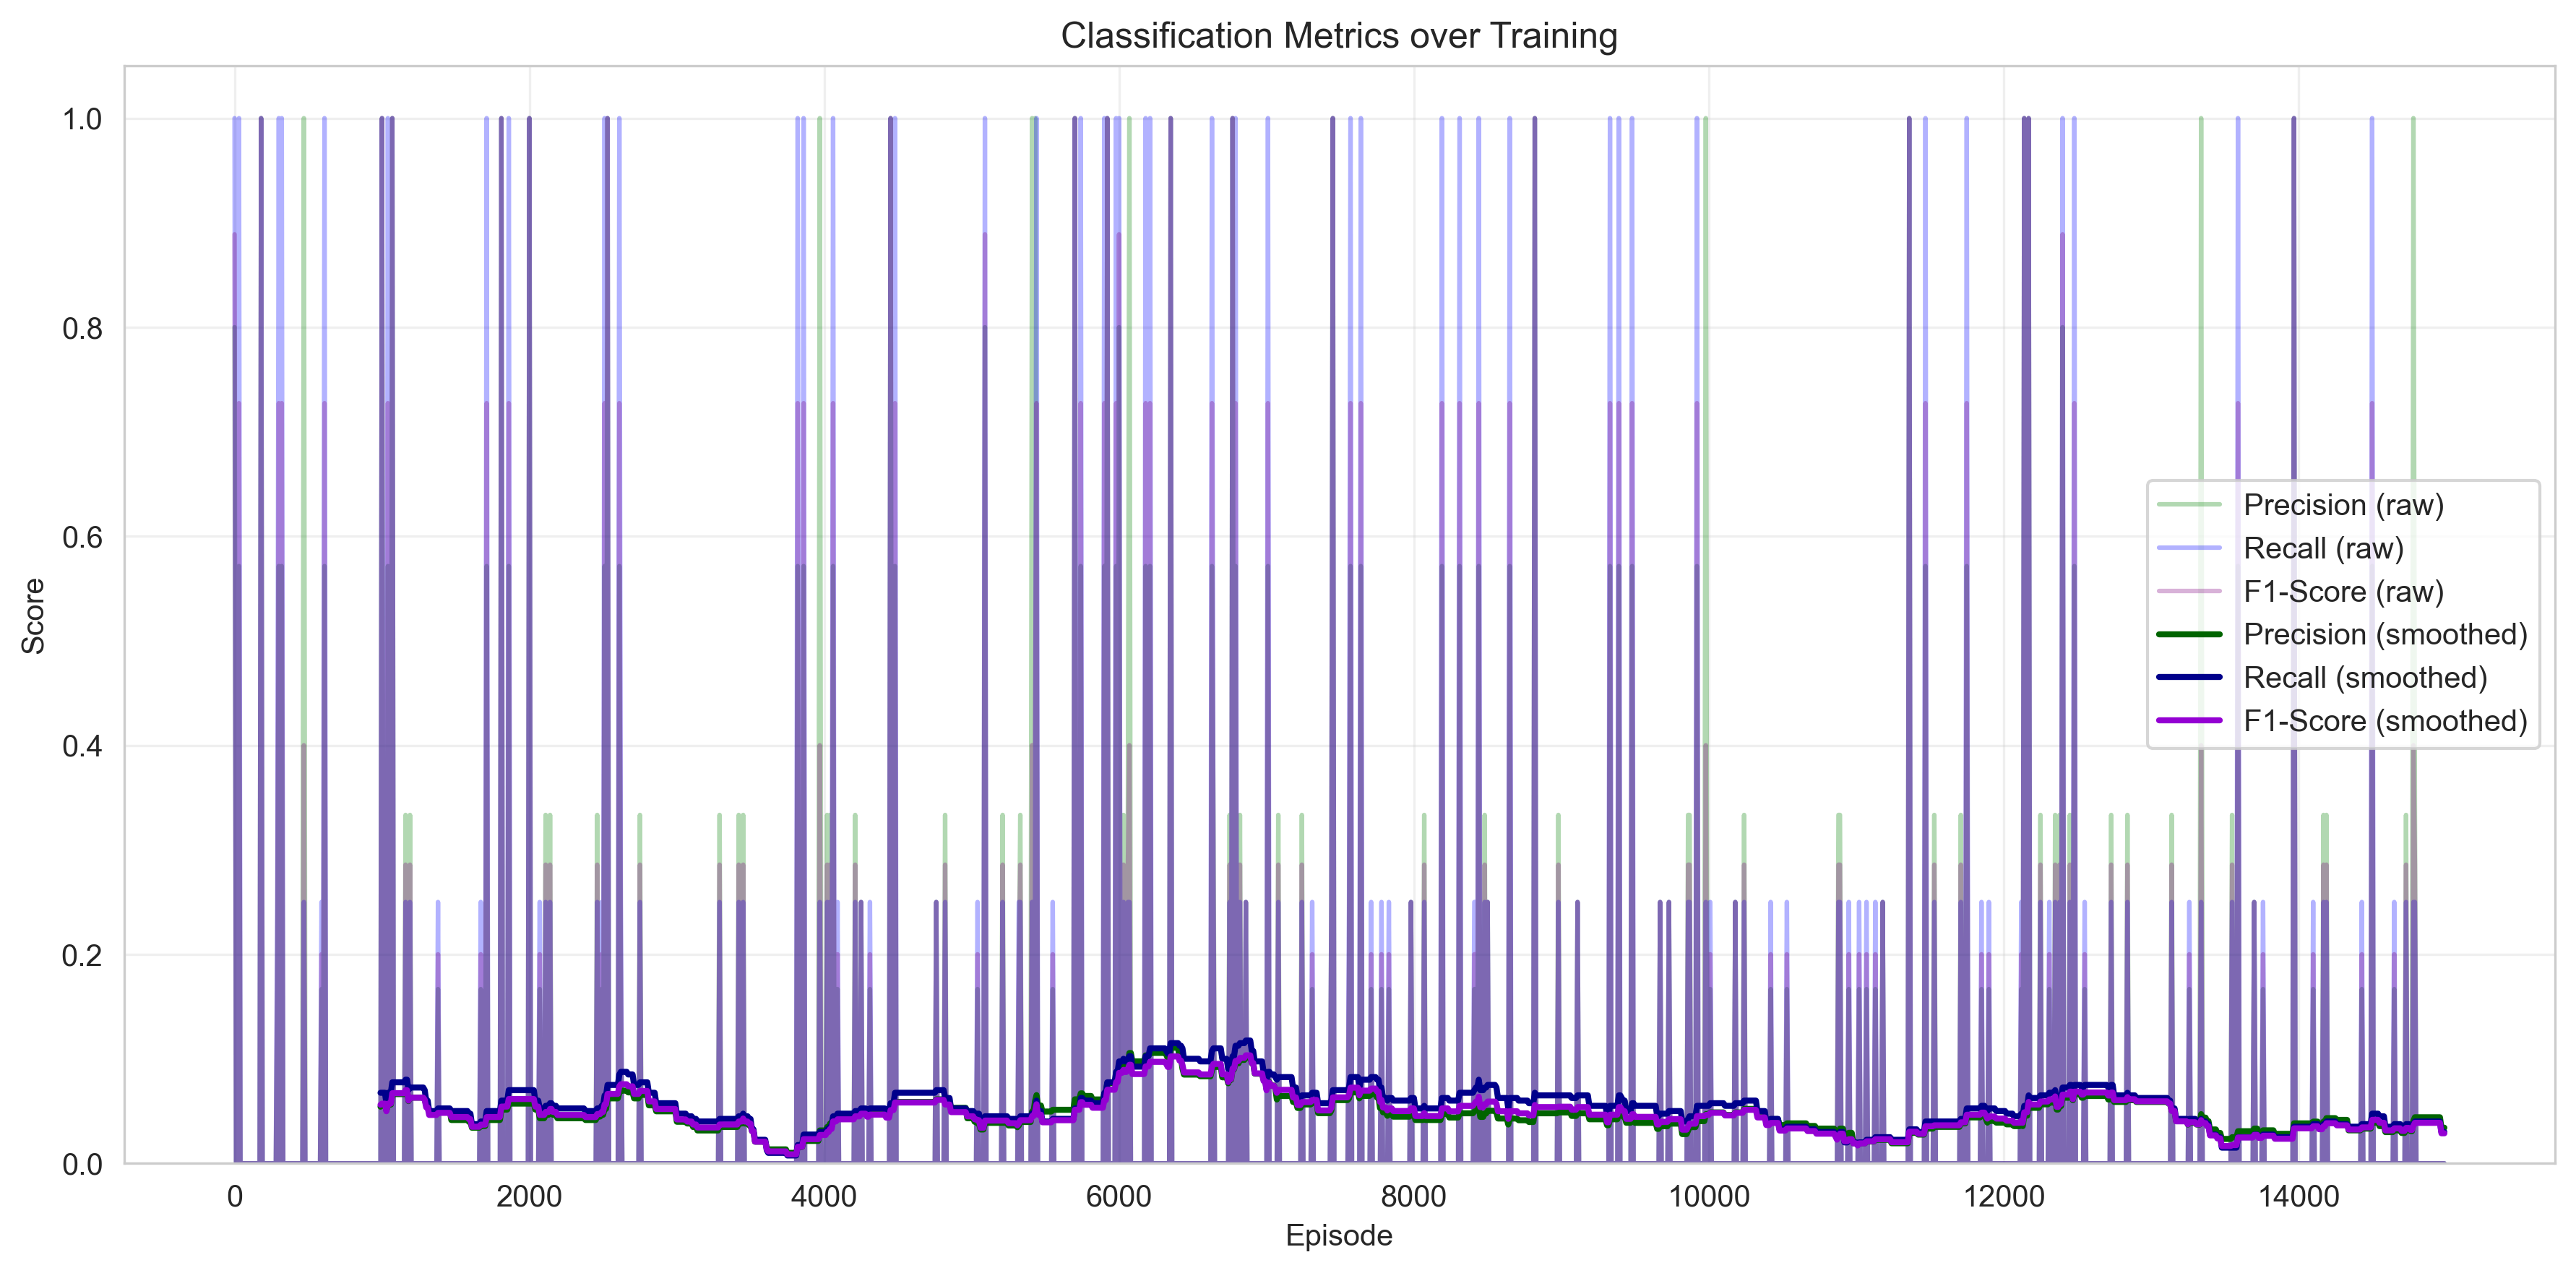 Classification Metrics over Training
1.0
0.8
0.6
0.4
0.2
0.0
Score
Precision (raw)
Recall (raw)
F1-Score (raw)
Precision (smoothed)
Recall (smoothed)
F1-Score (smoothed)
0 2000 4000 6000 8000 10000 12000 14000
Episode